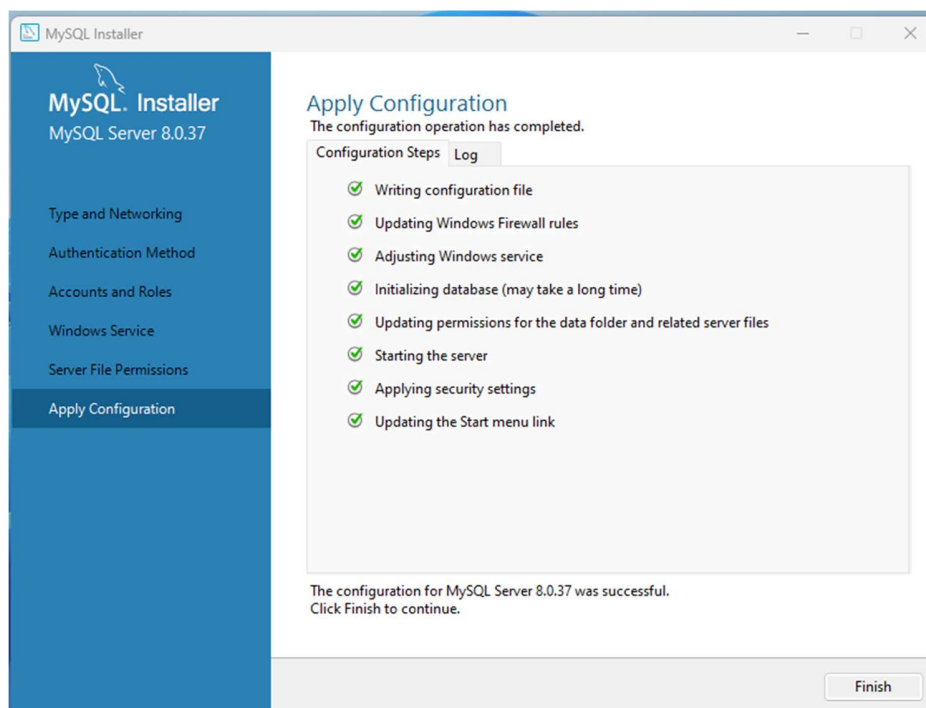 MySQL Installer
MySQL. Installer
MySQL Server 8.0.37
Type and Networking
Authentication Method
Accounts and Roles
Windows Service
Server File Permissions
Apply Configuration
Apply Configuration
The configuration operation has completed.
Configuration Steps
Log
Writing configuration file
Updating Windows Firewall rules
Adjusting Windows service
Initializing database (may take a long time)
Updating permissions for the data folder and related server files
Starting the server
Applying security settings
Updating the Start menu link
The configuration for MySQL Server 8.0.37 was successful.
Click Finish to continue.
Finish